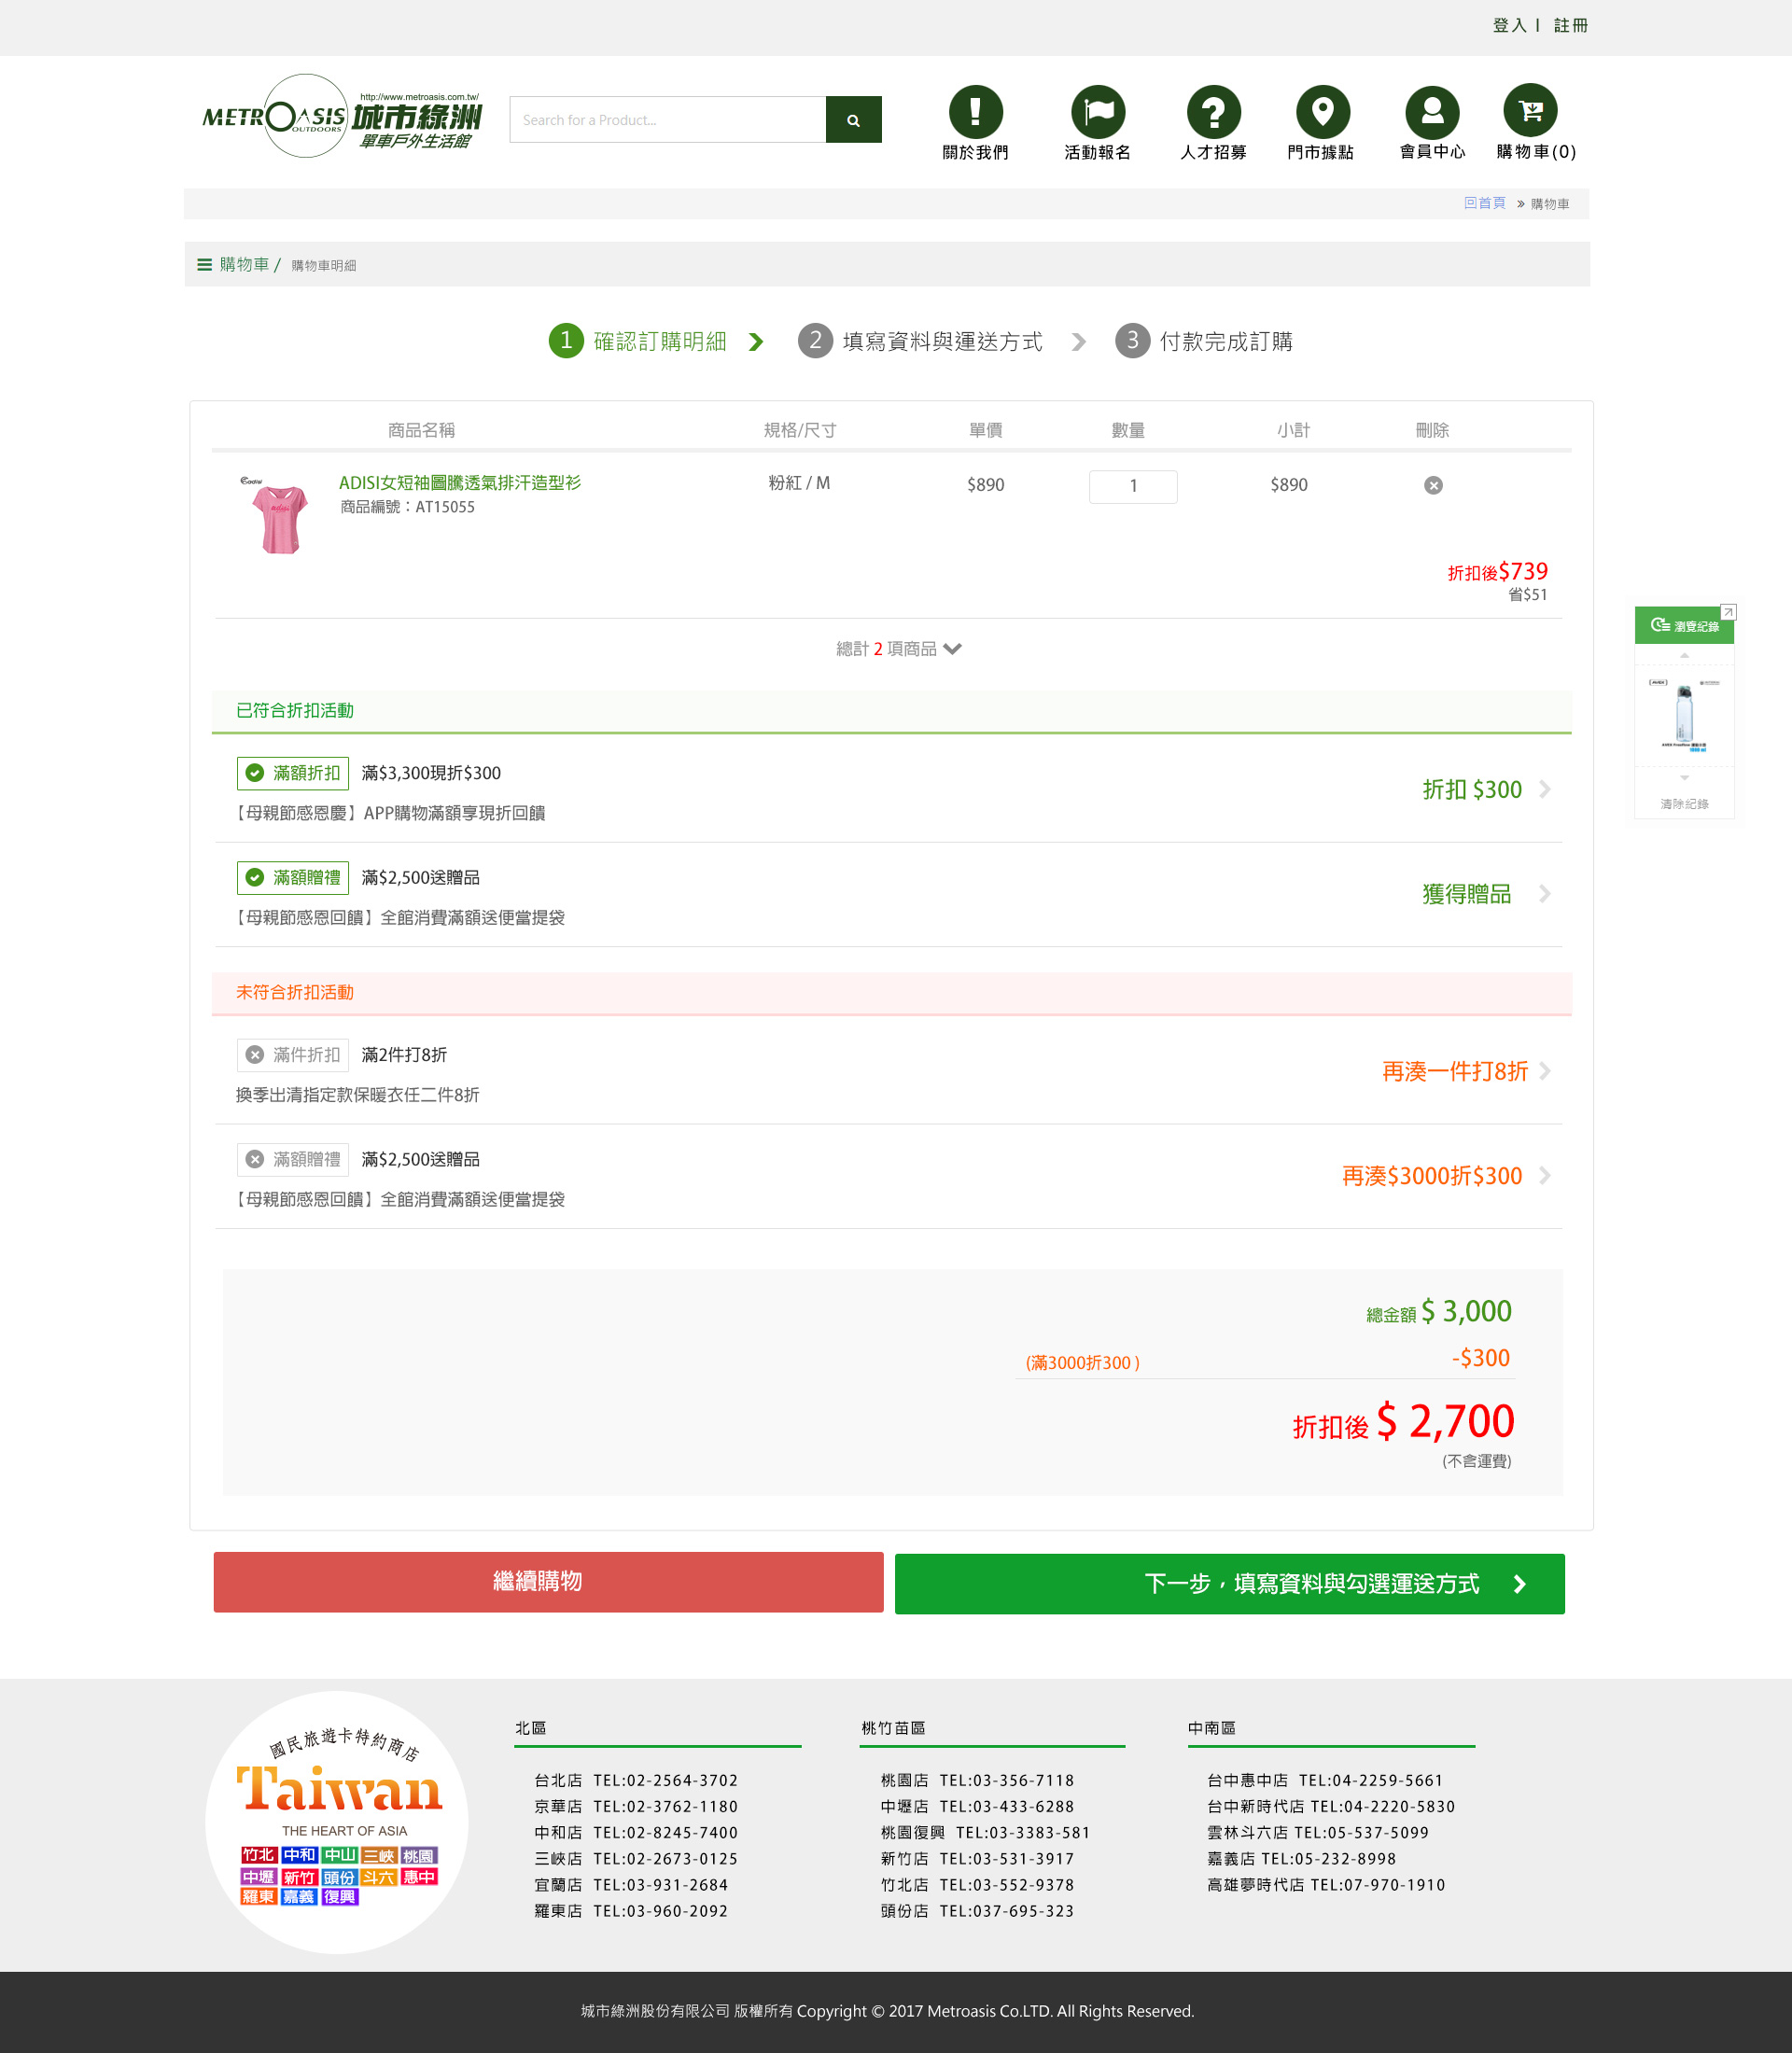 登入 | 註冊
http://www.metroasis.com.tw/
METROASIS 城市綠洲
OUTDOORS 單車戶外生活館
Search for a Product...
關於我們 活動報名 人才招募 門市據點 會員中心 購物車(0)
回首頁 » 購物車
購物車 / 購物車明細
1 確認訂購明細 2 填寫資料與運送方式 3 付款完成訂購
商品名稱 規格/尺寸 單價 數量 小計 刪除
ADISI女短袖圖騰透氣排汗造型衫 粉紅 / M $890 1 $890
商品編號：AT15055
折扣後$739
省$51
總計 2 項商品
瀏覽紀錄
1000 ml
清除紀錄
已符合折扣活動
滿額折扣 滿$3,300現折$300
【母親節感恩慶】APP購物滿額享現折回饋
折扣 $300
滿額贈禮 滿$2,500送贈品
【母親節感恩回饋】全館消費滿額送便當提袋
獲得贈品
未符合折扣活動
滿件折扣 滿2件打8折
換季出清指定款保暖衣任二件8折
再湊一件打8折
滿額贈禮 滿$2,500送贈品
【母親節感恩回饋】全館消費滿額送便當提袋
再湊$3000折$300
總金額 $ 3,000
(滿3000折300 ) -$300
折扣後 $ 2,700
(不含運費)
繼續購物
下一步，填寫資料與勾選運送方式
國民旅遊卡特約商店
Taiwan
THE HEART OF ASIA
竹北 中和 中山 三峽 桃園
中壢 新竹 頭份 斗六 惠中
羅東 嘉義 復興
北區
台北店 TEL:02-2564-3702
京華店 TEL:02-3762-1180
中和店 TEL:02-8245-7400
三峽店 TEL:02-2673-0125
宜蘭店 TEL:03-931-2684
羅東店 TEL:03-960-2092
桃竹苗區
桃園店 TEL:03-356-7118
中壢店 TEL:03-433-6288
桃園復興 TEL:03-3383-581
新竹店 TEL:03-531-3917
竹北店 TEL:03-552-9378
頭份店 TEL:037-695-323
中南區
台中惠中店 TEL:04-2259-5661
台中新時代店 TEL:04-2220-5830
雲林斗六店 TEL:05-537-5099
嘉義店 TEL:05-232-8998
高雄夢時代店 TEL:07-970-1910
城市綠洲股份有限公司 版權所有 Copyright © 2017 Metroasis Co.LTD. All Rights Reserved.